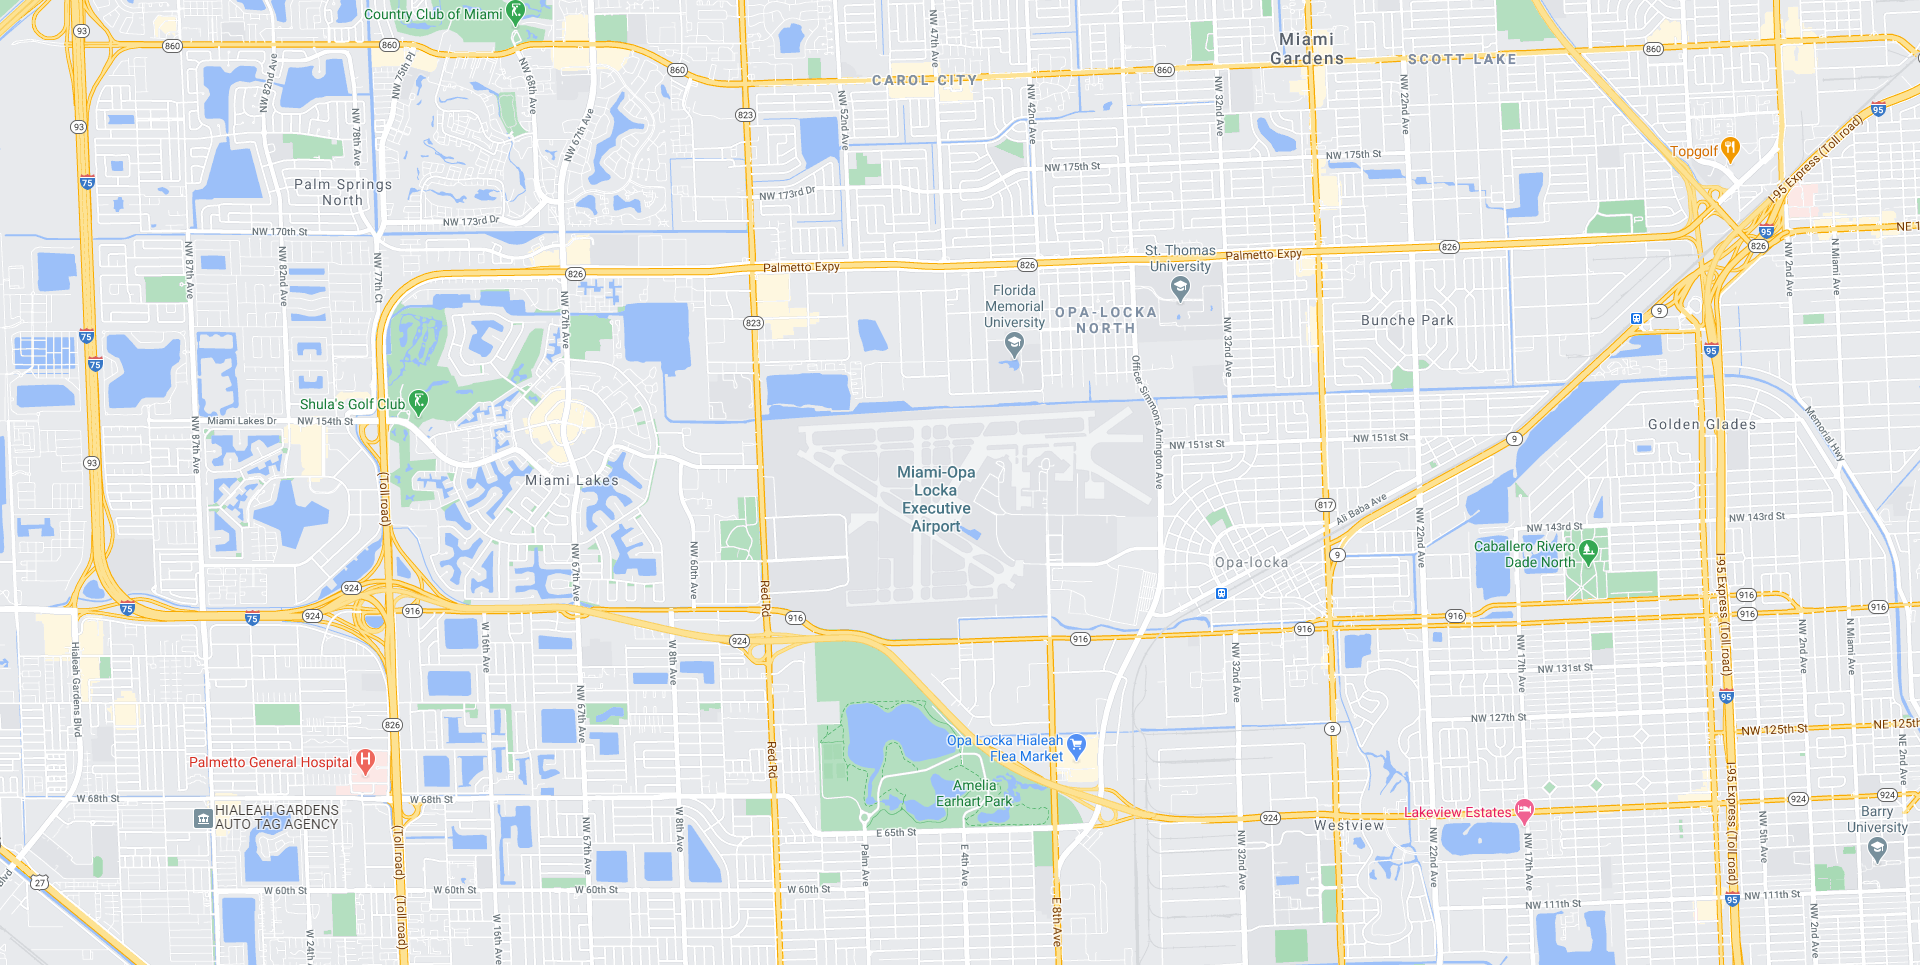 Country Club of Miami
93
860
860
860
860
860
NW 82nd Ave
NW 75th Pl
NW 68th Ave
NW 67th Ave
NW 78th Ave
NW 47th Ave
NW 52nd Ave
NW 42nd Ave
NW 32nd Ave
NW 22nd Ave
CAROL CITY
Miami
Gardens
SCOTT LAKE
95
I-95 Express (Toll road)
93
823
75
Topgolf
NW 175th St
NW 175th St
Palm Springs
North
NW 173rd Dr
NW 173rd Dr
NW 170th St
NW 87th Ave
NW 82nd Ave
NW 77th Ct
NW 67th Ave
826
Palmetto Expy
826
St. Thomas
University
Palmetto Expy
826
95
826
NE 1
NW 2nd Ave
N Miami Ave
Florida
Memorial
University
OPA-LOCKA
NORTH
Bunche Park
9
823
75
75
95
NW 32nd Ave
Officer Simmons Arrington Ave
Shula's Golf Club
Miami Lakes Dr
NW 154th St
NW 87th Ave
93
(Toll road)
Miami Lakes
Miami-Opa
Locka
Executive
Airport
NW 151st St
NW 151st St
9
Golden Glades
Memorial Hwy
817
Ali Baba Ave
NW 22nd Ave
NW 143rd St
NW 143rd St
Caballero Rivero
Dade North
Opa-locka
9
NW 67th Ave
NW 60th Ave
Red Rd
I-95 Express (Toll road)
924
75
75
924
916
916
924
916
916
916
916
916
916
Hialeah Gardens Blvd
W 16th Ave
W 8th Ave
NW 67th Ave
NW 32nd Ave
NW 17th Ave
NW 131st St
NW 2nd Ave
N Miami Ave
95
826
NW 127th St
9
NW 125th St
NE 125th
NE 2nd Ave
Red Rd
Opa Locka Hialeah
Flea Market
Palmetto General Hospital
Amelia
Earhart Park
W 68th St
W 68th St
HIALEAH GARDENS
AUTO TAG AGENCY
(Toll road)
NW 67th Ave
W 8th Ave
E 65th St
Palm Ave
E 4th Ave
924
Westview
Lakeview Estates
924
924
Barry
University
I-95 Express (Toll road)
NW 32nd Ave
NW 22nd Ave
NW 17th Ave
NW 5th Ave
27
Blvd
W 60th St
W 60th St
W 60th St
W 60th St
NW 111th St
NW 111th St
95
W 24th A
(Toll road)
W 16th Ave
E 8th Ave
NW 2nd Ave